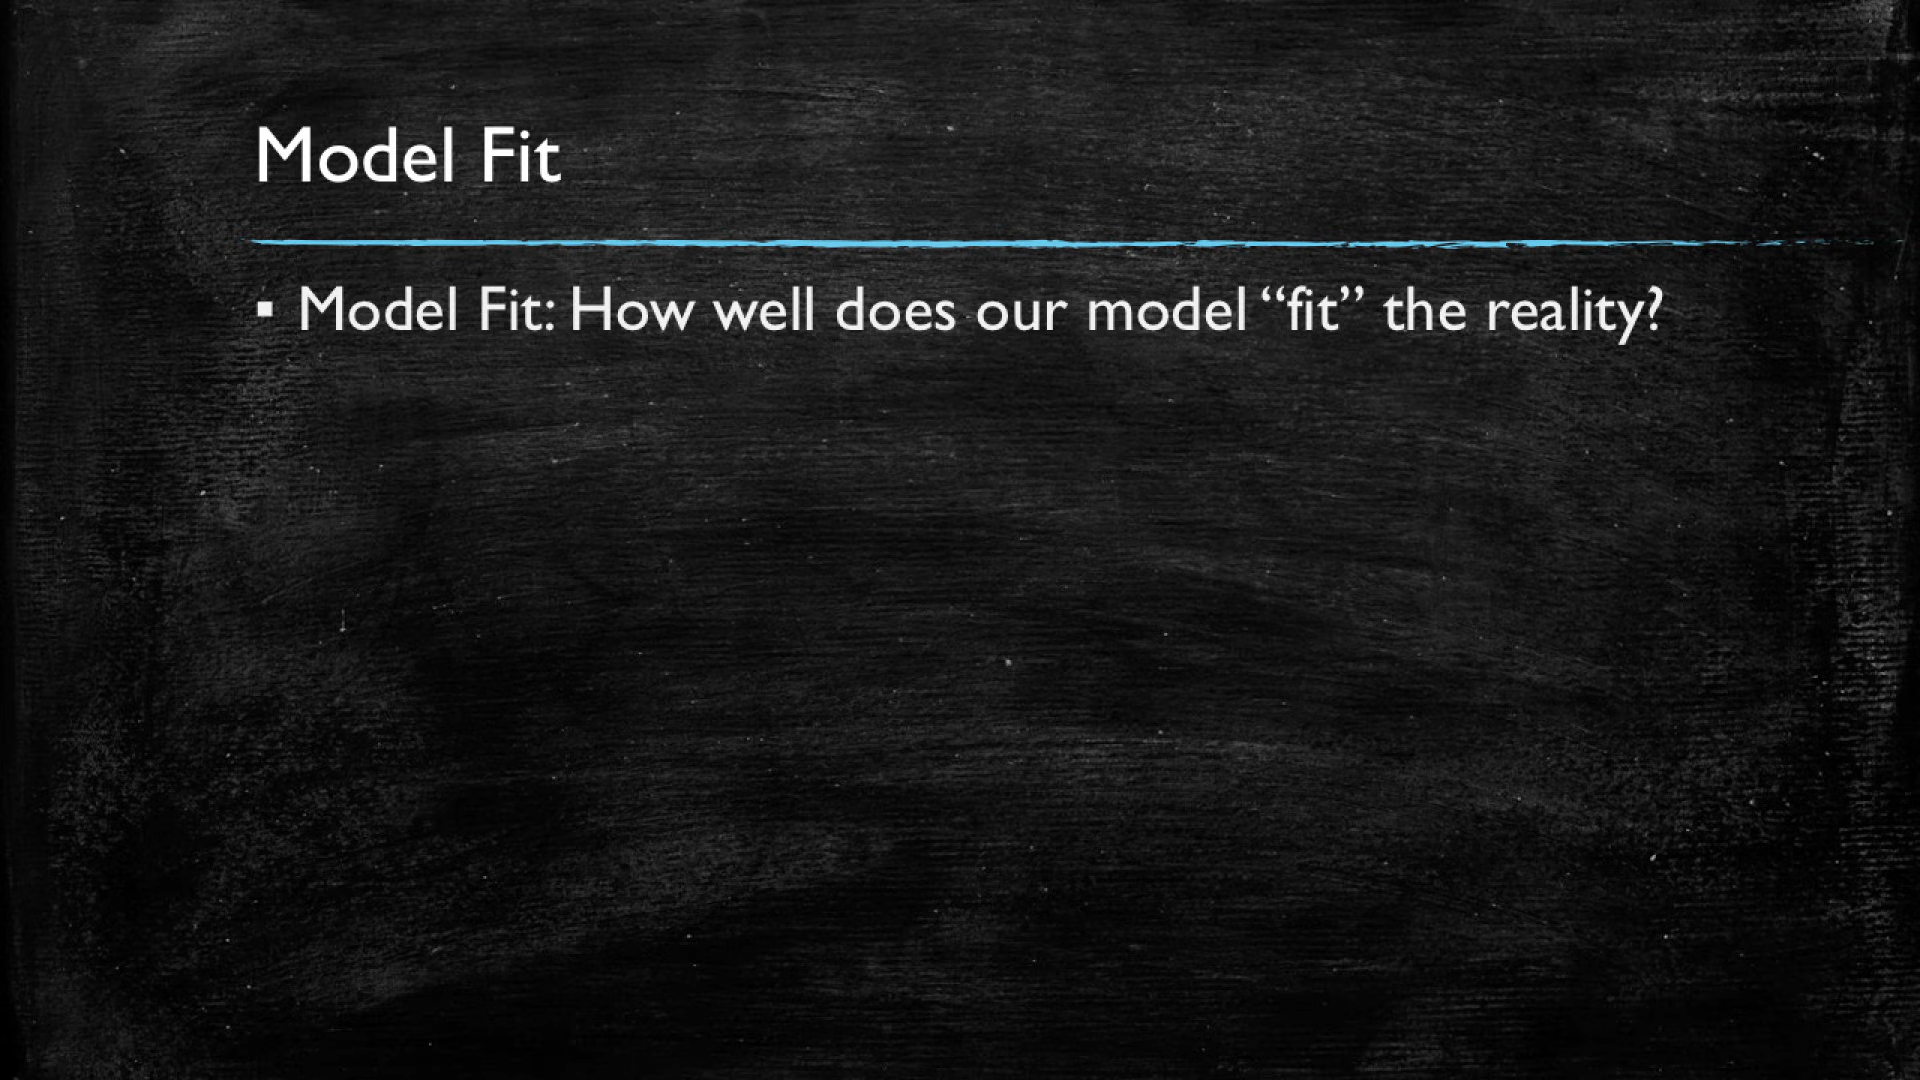 Model Fit
▪ Model Fit: How well does our model “fit” the reality?